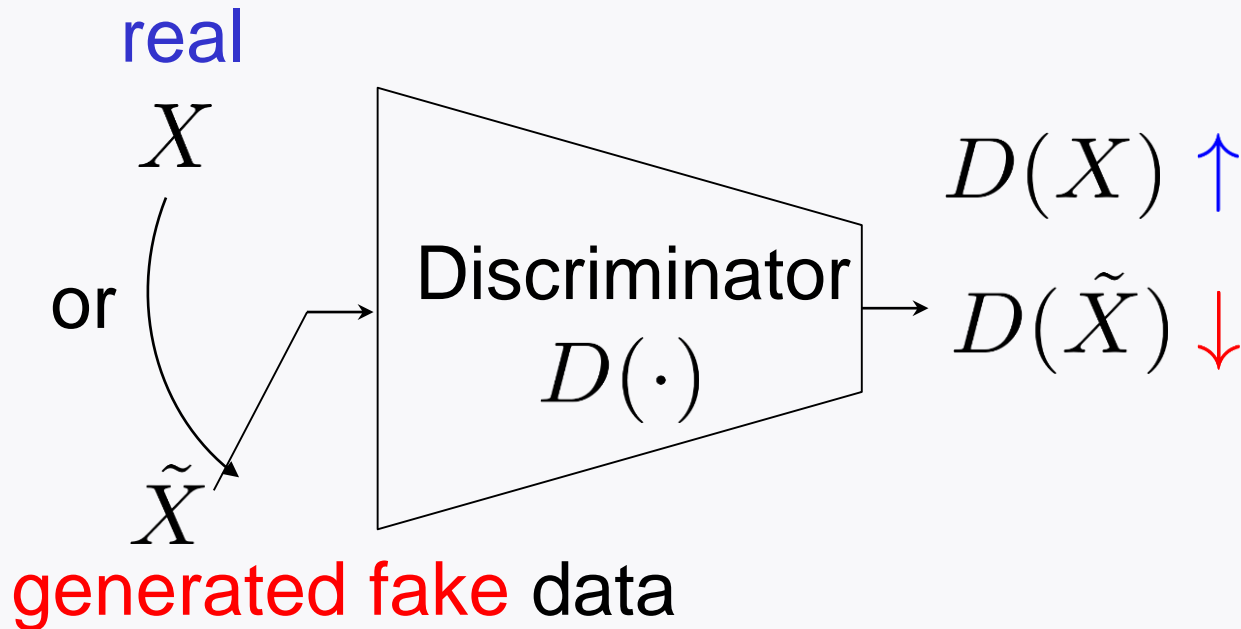 real
X
or
X̃
generated fake data
Discriminator
D(·)
D(X) ↑
D(X̃) ↓